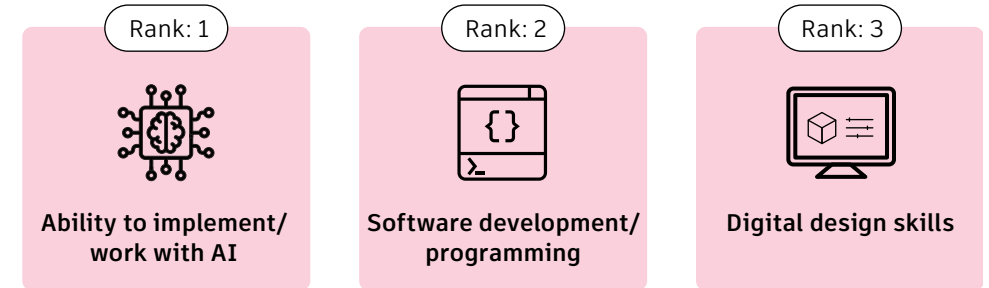 Rank: 1
Ability to implement/
work with AI
Rank: 2
{}
>_
Software development/
programming
Rank: 3
Digital design skills